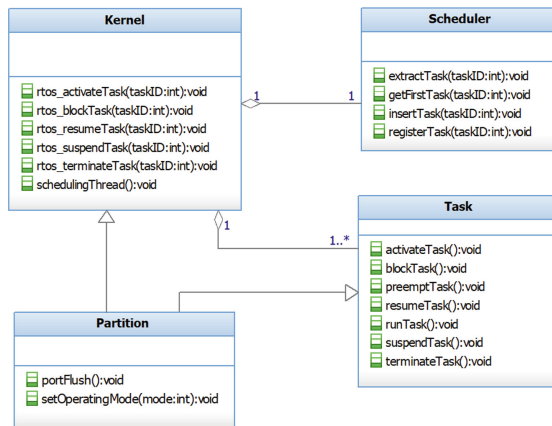 Kernel
rtos_activateTask(taskID:int):void
rtos_blockTask(taskID:int):void
rtos_resumeTask(taskID:int):void
rtos_suspendTask(taskID:int):void
rtos_terminateTask(taskID:int):void
schedulingThread():void
Scheduler
extractTask(taskID:int):void
getFirstTask(taskID:int):void
insertTask(taskID:int):void
registerTask(taskID:int):void
1
1
1
1..*
Task
activateTask():void
blockTask():void
preemptTask():void
resumeTask():void
runTask():void
suspendTask():void
terminateTask():void
Partition
portFlush():void
setOperatingMode(mode:int):void